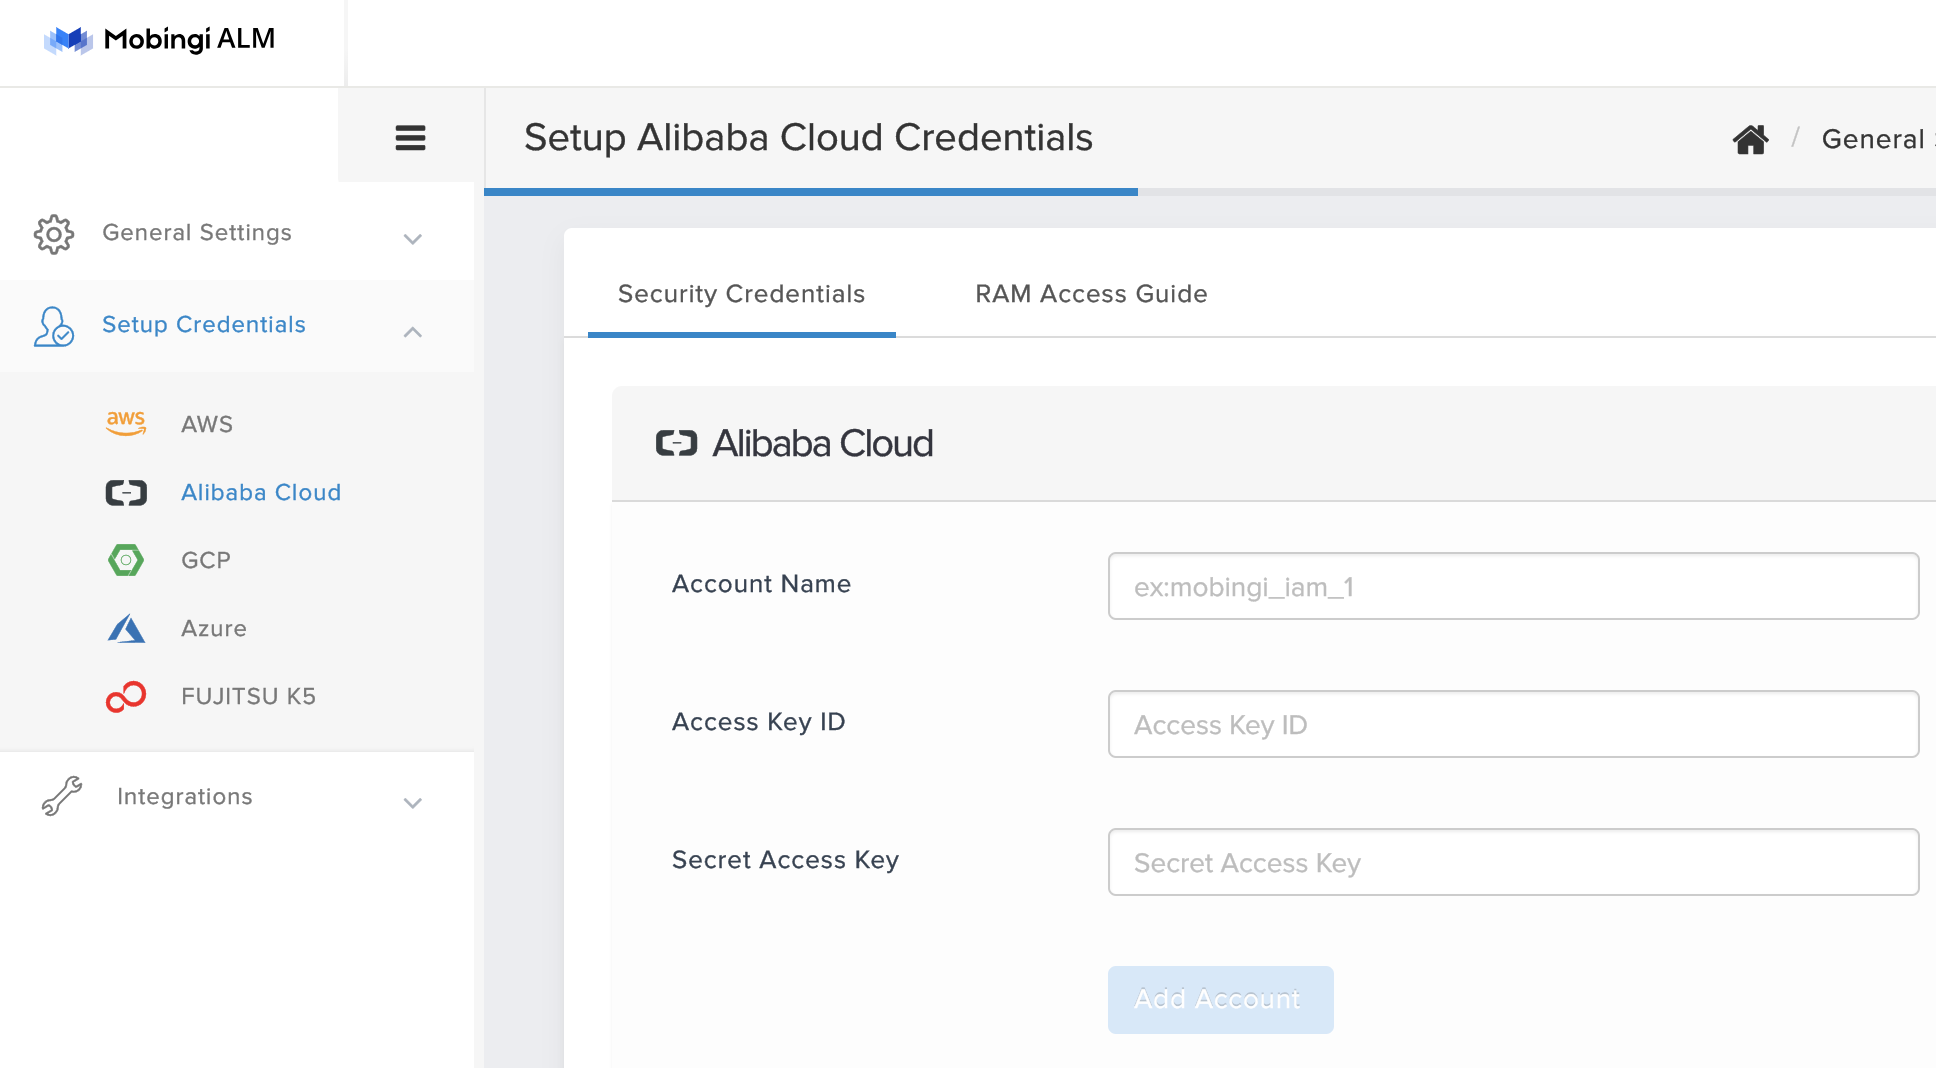 Mobingi ALM
Setup Alibaba Cloud Credentials
/ General
General Settings
Setup Credentials
aws AWS
Alibaba Cloud
GCP
Azure
FUJITSU K5
Integrations
Security Credentials
RAM Access Guide
Alibaba Cloud
Account Name
ex:mobingi_iam_1
Access Key ID
Access Key ID
Secret Access Key
Secret Access Key
Add Account